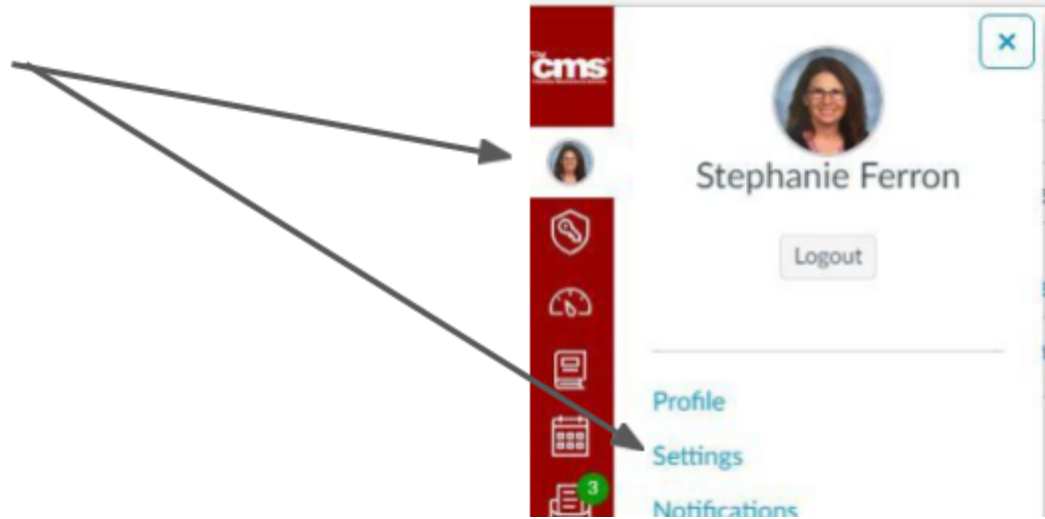 cms
×
Stephanie Ferron
Logout
Profile
Settings
3
Notifications